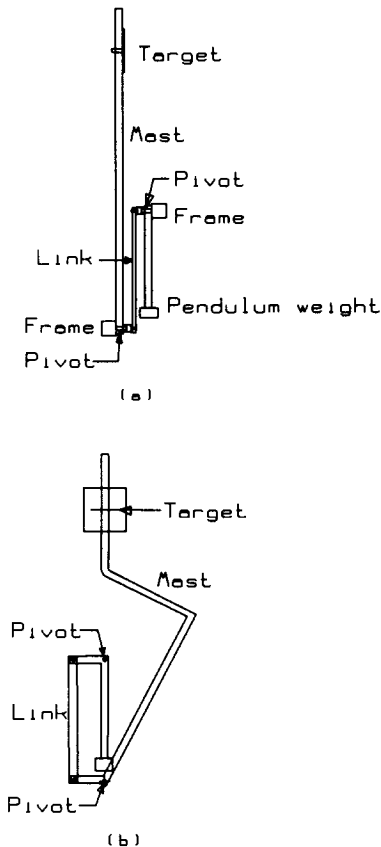 Target
Mast
Pivot
Frame
Link
Pendulum weight
Frame
Pivot
(a)
Target
Mast
Pivot
Link
Pivot
(b)